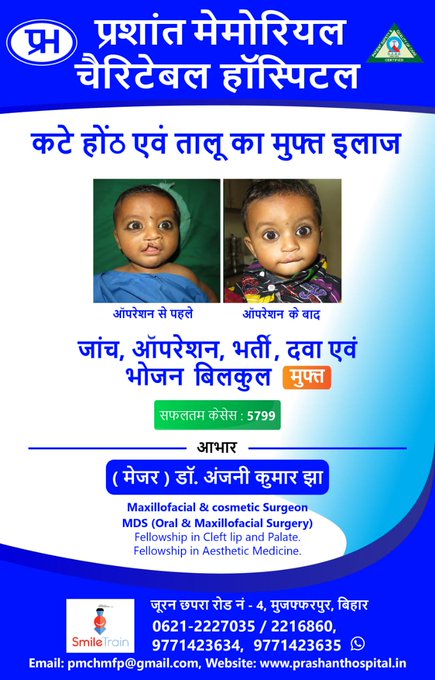 PH
प्रशांत मेमोरियल
चैरिटेबल हॉस्पिटल
CERTIFIED
कटे होंठ एवं तालू का मुफ्त इलाज
ऑपरेशन से पहले
ऑपरेशन के बाद
जांच, ऑपरेशन, भर्ती, दवा एवं
भोजन बिलकुल मुफ्त
सफलतम केसेस : 5799
आभार
( मेजर ) डॉ. अंजनी कुमार झा
Maxillofacial & cosmetic Surgeon
MDS (Oral & Maxillofacial Surgery)
Fellowship in Cleft lip and Palate.
Fellowship in Aesthetic Medicine.
SmileTrain
जूरन छपरा रोड नं - 4, मुजफ्फरपुर, बिहार
0621-2227035 / 2216860,
9771423634, 9771423635
Email: pmchmfp@gmail.com, Website: www.prashanthospital.in